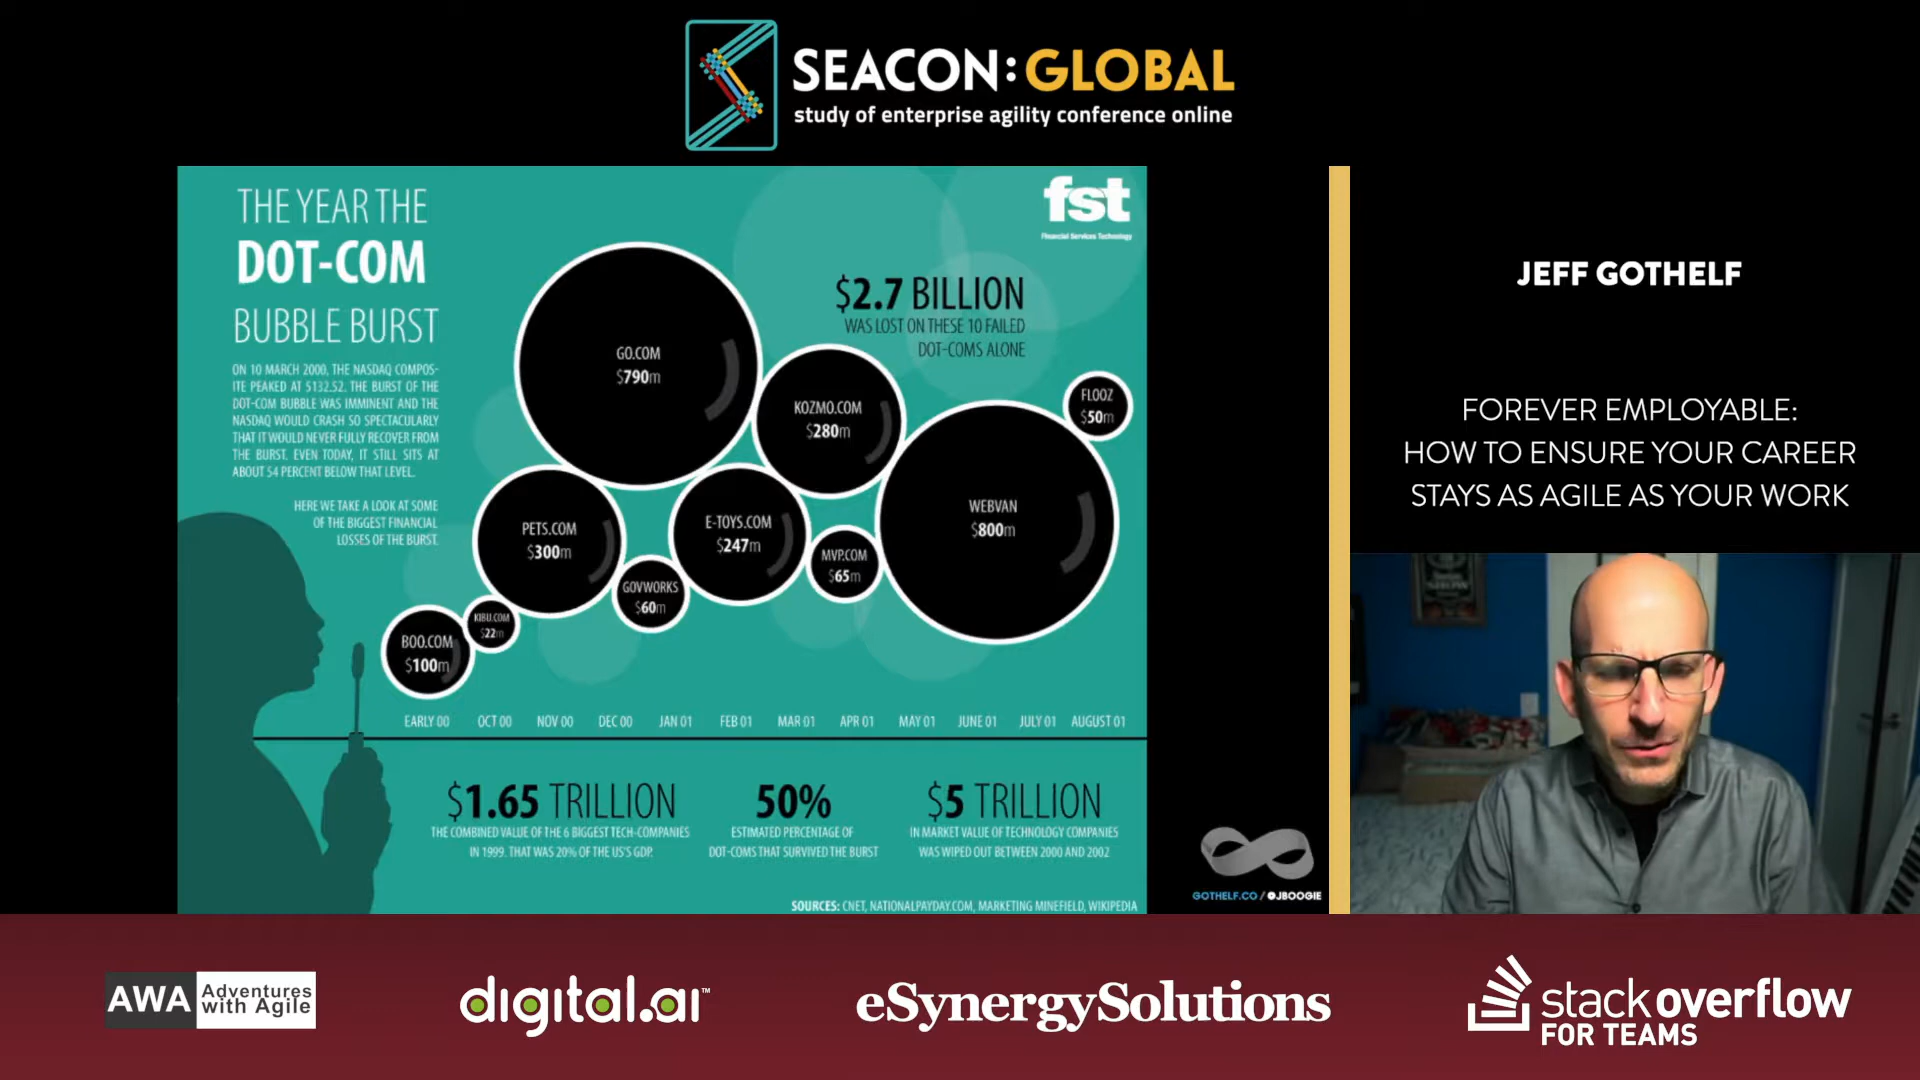 SEACON:GLOBAL
study of enterprise agility conference online
THE YEAR THE
DOT-COM
BUBBLE BURST
ON 10 MARCH 2000, THE NASDAQ COMPOS-
ITE PEAKED AT 5132.52. THE BURST OF THE
DOT-COM BUBBLE WAS IMMINENT AND THE
NASDAQ WOULD CRASH SO SPECTACULARLY
THAT IT WOULD NEVER FULLY RECOVER FROM
THE BURST. EVEN TODAY, IT STILL SITS AT
ABOUT 54 PERCENT BELOW THAT LEVEL.
HERE WE TAKE A LOOK AT SOME
OF THE BIGGEST FINANCIAL
LOSSES OF THE BURST.
fst
Financial Services Technology
$2.7 BILLION
WAS LOST ON THESE 10 FAILED
DOT-COMS ALONE
GO.COM
$790m
KOZMO.COM
$280m
FLOOZ
$50m
WEBVAN
$800m
PETS.COM
$300m
E-TOYS.COM
$247m
MVP.COM
$65m
GOVWORKS
$60m
KIBU.COM
$22m
BOO.COM
$100m
EARLY 00 OCT 00 NOV 00 DEC 00 JAN 01 FEB 01 MAR 01 APR 01 MAY 01 JUNE 01 JULY 01 AUGUST 01
$1.65 TRILLION
THE COMBINED VALUE OF THE 6 BIGGEST TECH-COMPANIES
IN 1999. THAT WAS 20% OF THE US'S GDP.
50%
ESTIMATED PERCENTAGE OF
DOT-COMS THAT SURVIVED THE BURST
$5 TRILLION
IN MARKET VALUE OF TECHNOLOGY COMPANIES
WAS WIPED OUT BETWEEN 2000 AND 2002
SOURCES: CNET, NATIONALPAYDAY.COM, MARKETING MINEFIELD, WIKIPEDIA
GOTHELF.CO / @JBOOGIE
JEFF GOTHELF
FOREVER EMPLOYABLE:
HOW TO ENSURE YOUR CAREER
STAYS AS AGILE AS YOUR WORK
AWA Adventures
with Agile
digital.ai™
eSynergySolutions
stackoverflow
FOR TEAMS